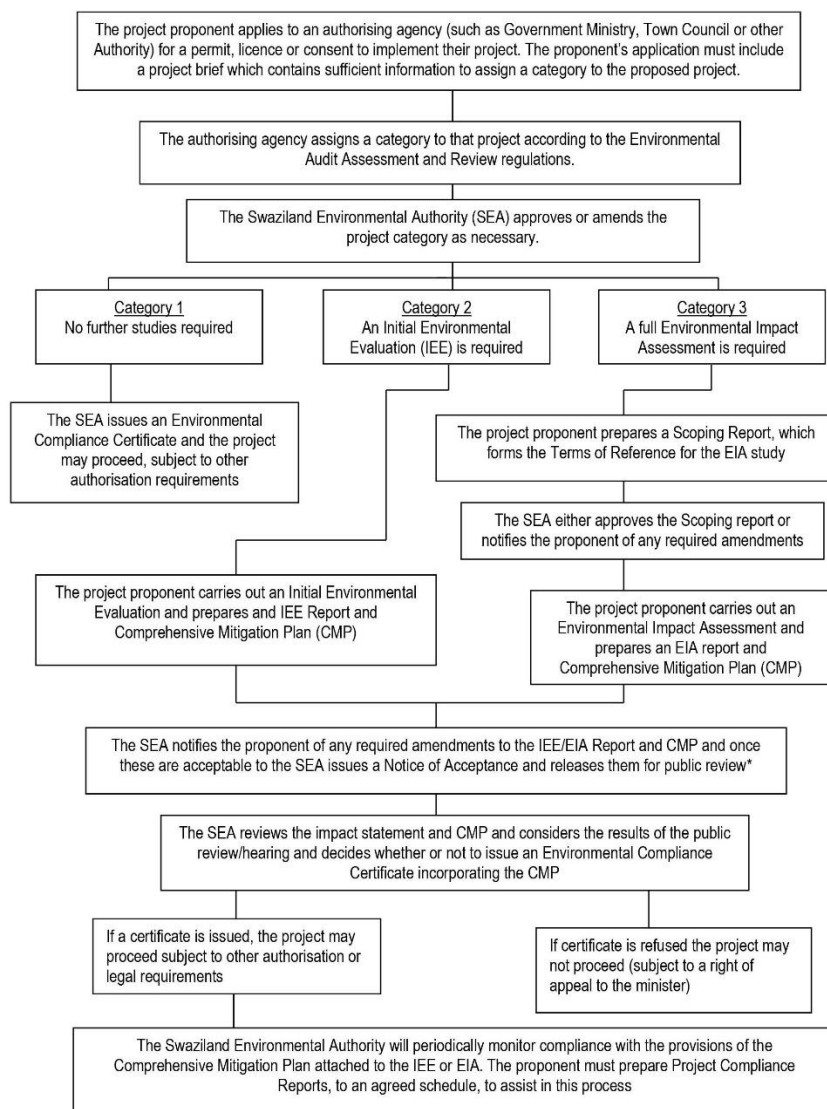 The project proponent applies to an authorising agency (such as Government Ministry, Town Council or other
Authority) for a permit, licence or consent to implement their project. The proponent's application must include
a project brief which contains sufficient information to assign a category to the proposed project.
The authorising agency assigns a category to that project according to the Environmental
Audit Assessment and Review regulations.
The Swaziland Environmental Authority (SEA) approves or amends the
project category as necessary.
Category 1
No further studies required
Category 2
An Initial Environmental
Evaluation (IEE) is required
Category 3
A full Environmental Impact
Assessment is required
The SEA issues an Environmental
Compliance Certificate and the project
may proceed, subject to other
authorisation requirements
The project proponent prepares a Scoping Report, which
forms the Terms of Reference for the EIA study
The SEA either approves the Scoping report or
notifies the proponent of any required amendments
The project proponent carries out an Initial Environmental
Evaluation and prepares and IEE Report and
Comprehensive Mitigation Plan (CMP)
The project proponent carries out an
Environmental Impact Assessment and
prepares an EIA report and
Comprehensive Mitigation Plan (CMP)
The SEA notifies the proponent of any required amendments to the IEE/EIA Report and CMP and once
these are acceptable to the SEA issues a Notice of Acceptance and releases them for public review*
The SEA reviews the impact statement and CMP and considers the results of the public
review/hearing and decides whether or not to issue an Environmental Compliance
Certificate incorporating the CMP
If a certificate is issued, the project may
proceed subject to other authorisation or
legal requirements
If certificate is refused the project may
not proceed (subject to a right of
appeal to the minister)
The Swaziland Environmental Authority will periodically monitor compliance with the provisions of the
Comprehensive Mitigation Plan attached to the IEE or EIA. The proponent must prepare Project Compliance
Reports, to an agreed schedule, to assist in this process